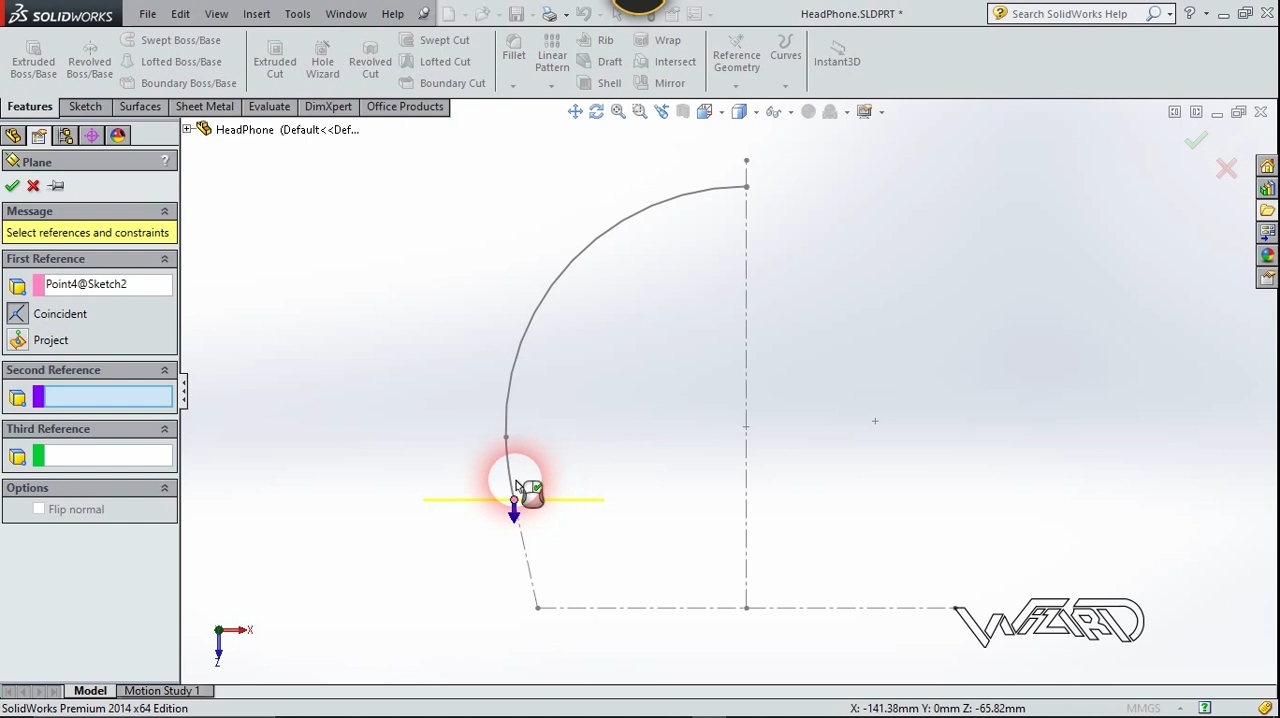 SOLIDWORKS File Edit View Insert Tools Window Help HeadPhone.SLDPRT * Search SolidWorks Help
Extruded Boss/Base
Revolved Boss/Base
Swept Boss/Base
Lofted Boss/Base
Boundary Boss/Base
Extruded Cut
Hole Wizard
Revolved Cut
Swept Cut
Lofted Cut
Boundary Cut
Fillet
Linear Pattern
Rib
Draft
Shell
Wrap
Intersect
Mirror
Reference Geometry
Curves
Instant3D
Features Sketch Surfaces Sheet Metal Evaluate DimXpert Office Products
HeadPhone (Default<<Def...
Plane ?
Message
Select references and constraints
First Reference
Point4@Sketch2
Coincident
Project
Second Reference
Third Reference
Options
Flip normal
X
Z
WIZARD
Model Motion Study 1
SolidWorks Premium 2014 x64 Edition X: -141.38mm Y: 0mm Z: -65.82mm MMGS